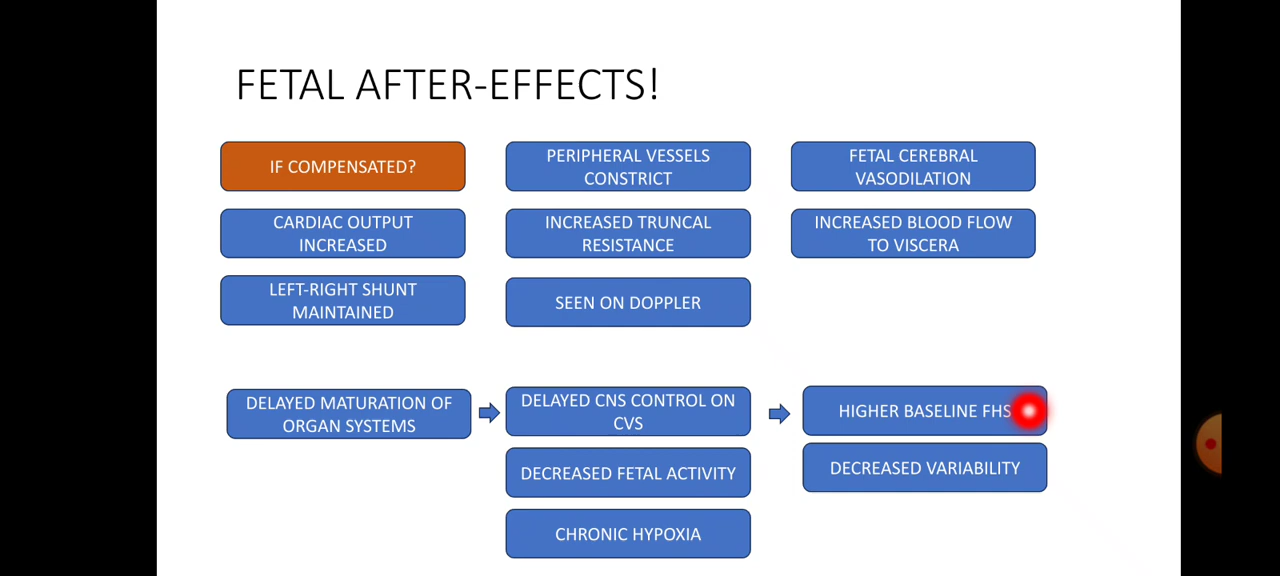 FETAL AFTER-EFFECTS!
IF COMPENSATED?
PERIPHERAL VESSELS
CONSTRICT
FETAL CEREBRAL
VASODILATION
CARDIAC OUTPUT
INCREASED
INCREASED TRUNCAL
RESISTANCE
INCREASED BLOOD FLOW
TO VISCERA
LEFT-RIGHT SHUNT
MAINTAINED
SEEN ON DOPPLER
DELAYED MATURATION OF
ORGAN SYSTEMS
DELAYED CNS CONTROL ON
CVS
HIGHER BASELINE FHS
DECREASED FETAL ACTIVITY
DECREASED VARIABILITY
CHRONIC HYPOXIA